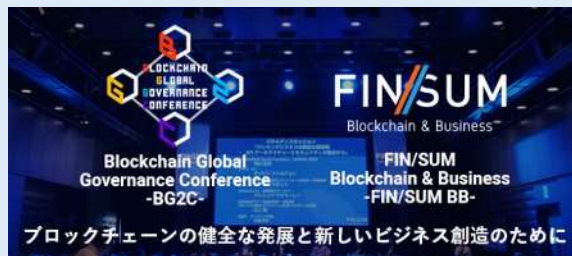 BLOCKCHAIN
GLOBAL
GOVERNANCE
CONFERENCE
Blockchain Global
Governance Conference
-BG2C-
FIN/SUM
Blockchain & Business
FIN/SUM
Blockchain & Business
-FIN/SUM BB-
ブロックチェーンの健全な発展と新しいビジネス創造のために